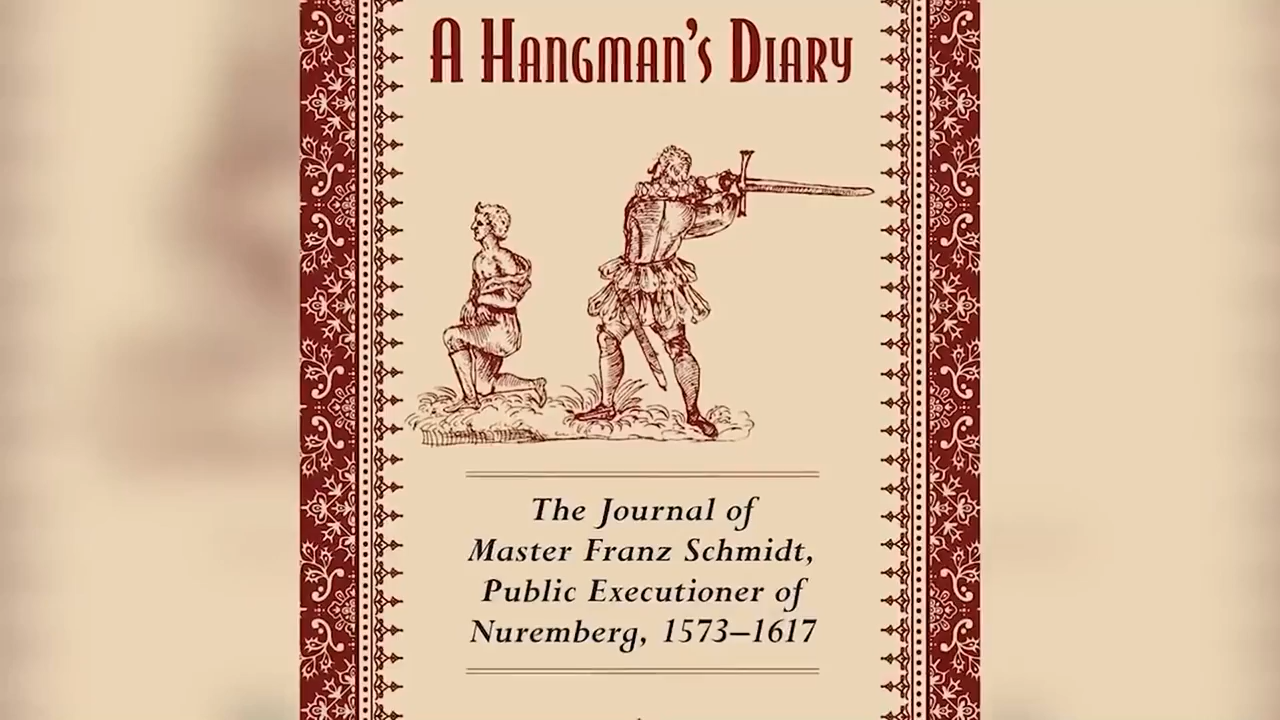 A HANGMAN'S DIARY
The Journal of
Master Franz Schmidt,
Public Executioner of
Nuremberg, 1573–1617